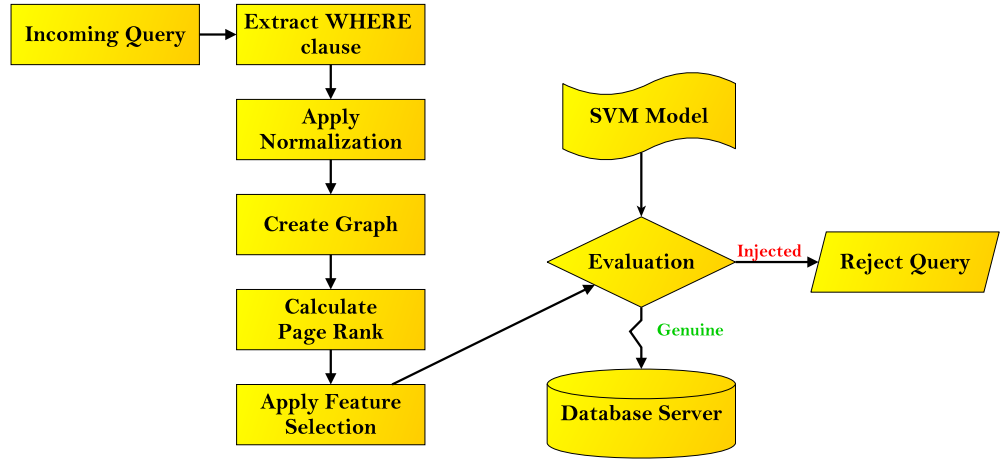 Incoming Query
Extract WHERE
clause
Apply
Normalization
Create Graph
Calculate
Page Rank
Apply Feature
Selection
SVM Model
Evaluation
Injected
Reject Query
Genuine
Database Server